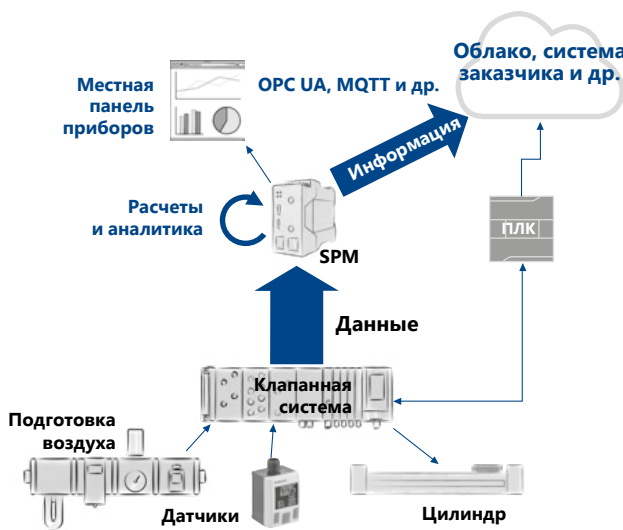 Облако, система
заказчика и др.
Местная
панель
приборов
OPC UA, MQTT и др.
Информация
Расчеты
и аналитика
SPM
ПЛК
Данные
Клапанная
система
Подготовка
воздуха
Датчики
Цилиндр